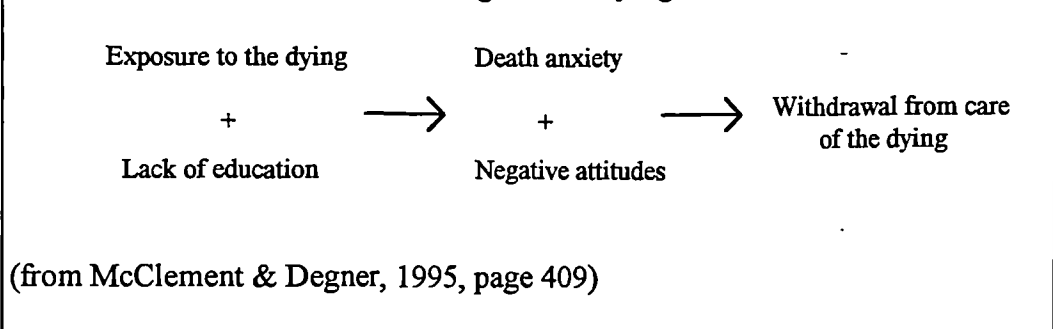 Exposure to the dying
+
Lack of education
Death anxiety
+
Negative attitudes
Withdrawal from care
of the dying
(from McClement & Degner, 1995, page 409)